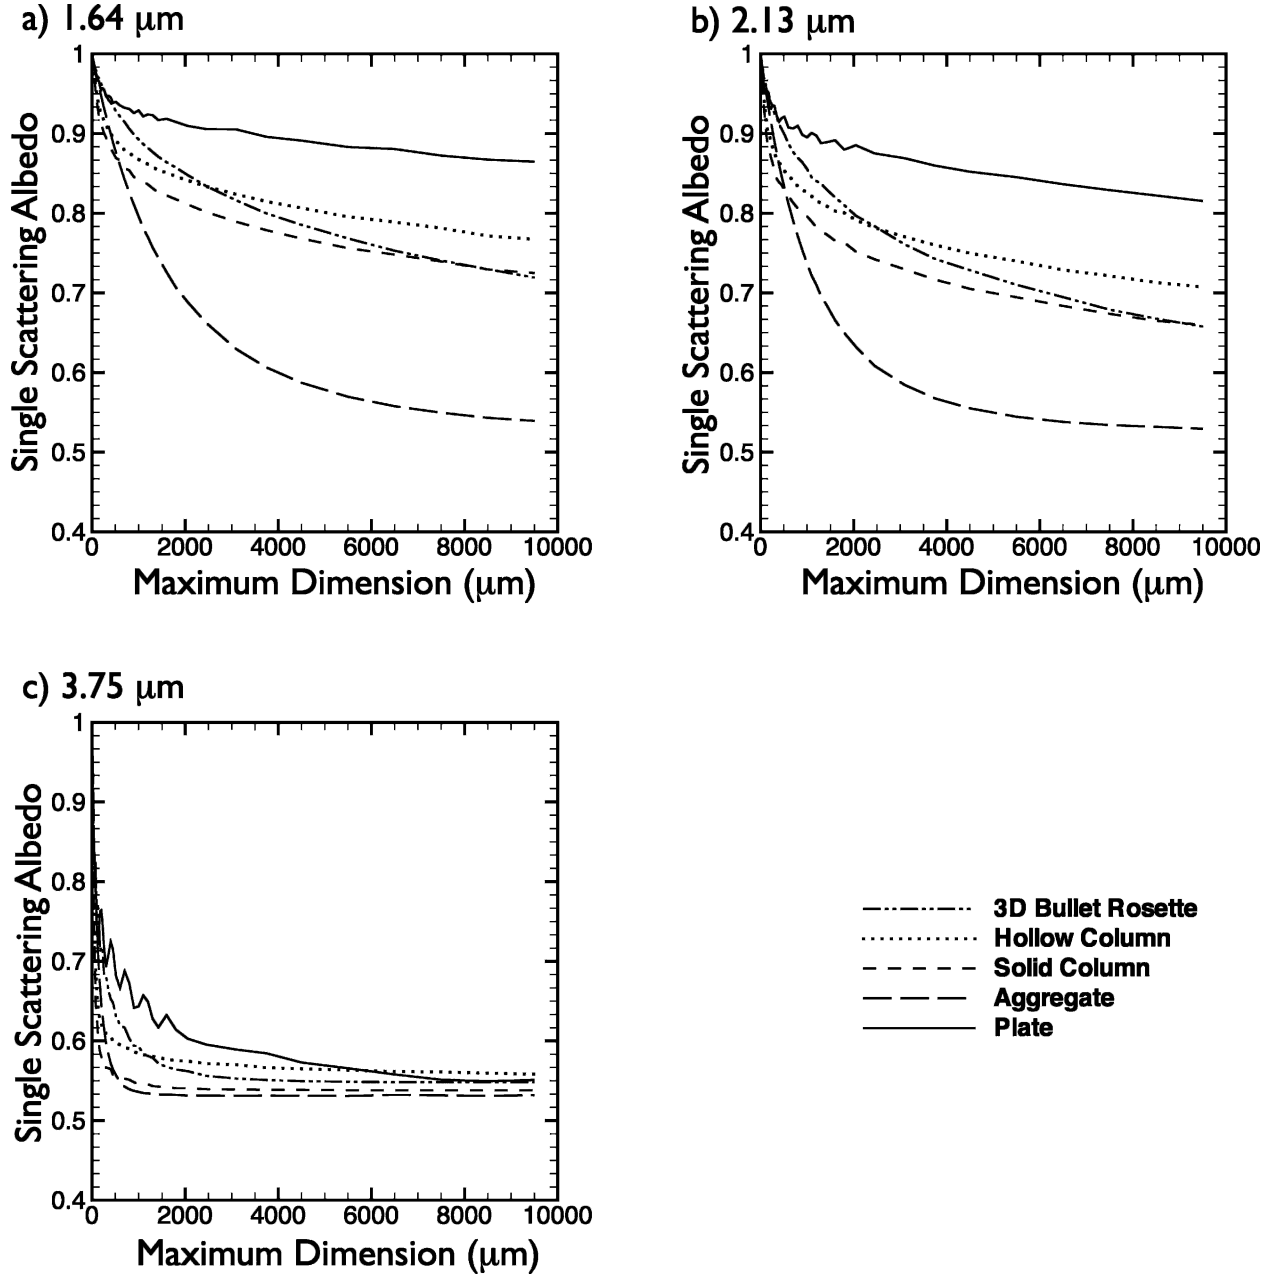 a) 1.64 μm
1
0.9
0.8
0.7
0.6
0.5
0.4
Single Scattering Albedo
0 2000 4000 6000 8000 10000
Maximum Dimension (μm)
b) 2.13 μm
1
0.9
0.8
0.7
0.6
0.5
0.4
Single Scattering Albedo
0 2000 4000 6000 8000 10000
Maximum Dimension (μm)
c) 3.75 μm
1
0.9
0.8
0.7
0.6
0.5
0.4
Single Scattering Albedo
0 2000 4000 6000 8000 10000
Maximum Dimension (μm)
3D Bullet Rosette
Hollow Column
Solid Column
Aggregate
Plate